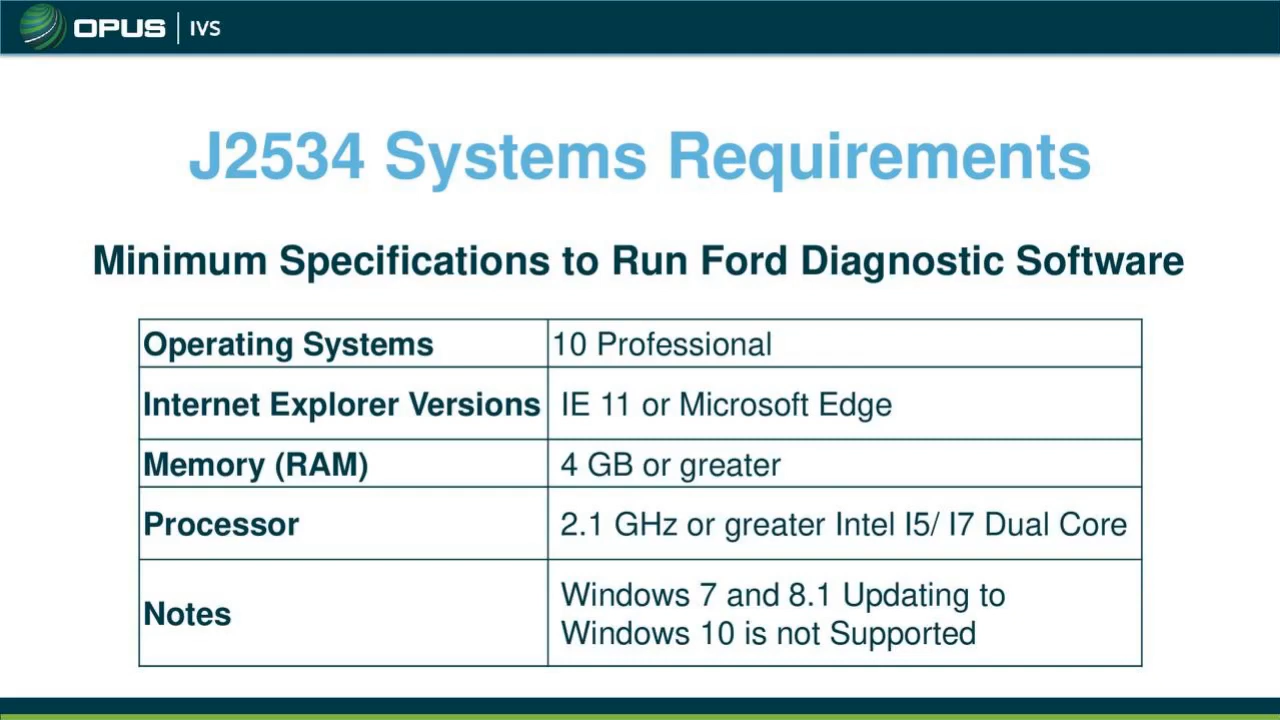 OPUS | IVS
J2534 Systems Requirements
Minimum Specifications to Run Ford Diagnostic Software
Operating Systems 10 Professional
Internet Explorer Versions IE 11 or Microsoft Edge
Memory (RAM) 4 GB or greater
Processor 2.1 GHz or greater Intel I5/ I7 Dual Core
Notes Windows 7 and 8.1 Updating to
Windows 10 is not Supported